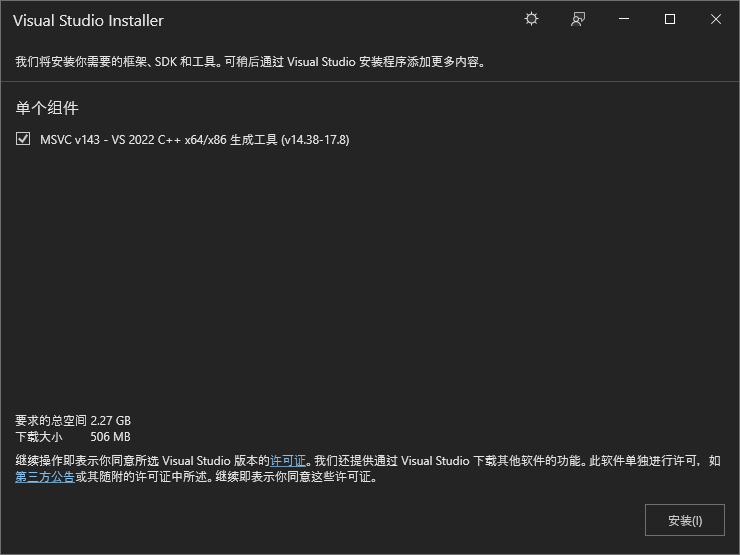 Visual Studio Installer
我们将安装你需要的框架、SDK 和工具。可稍后通过 Visual Studio 安装程序添加更多内容。
单个组件
MSVC v143 - VS 2022 C++ x64/x86 生成工具 (v14.38-17.8)
要求的总空间 2.27 GB
下载大小 506 MB
继续操作即表示你同意所选 Visual Studio 版本的许可证。我们还提供通过 Visual Studio 下载其他软件的功能。此软件单独进行许可，如
第三方公告或其随附的许可证中所述。继续即表示你同意这些许可证。
安装(I)